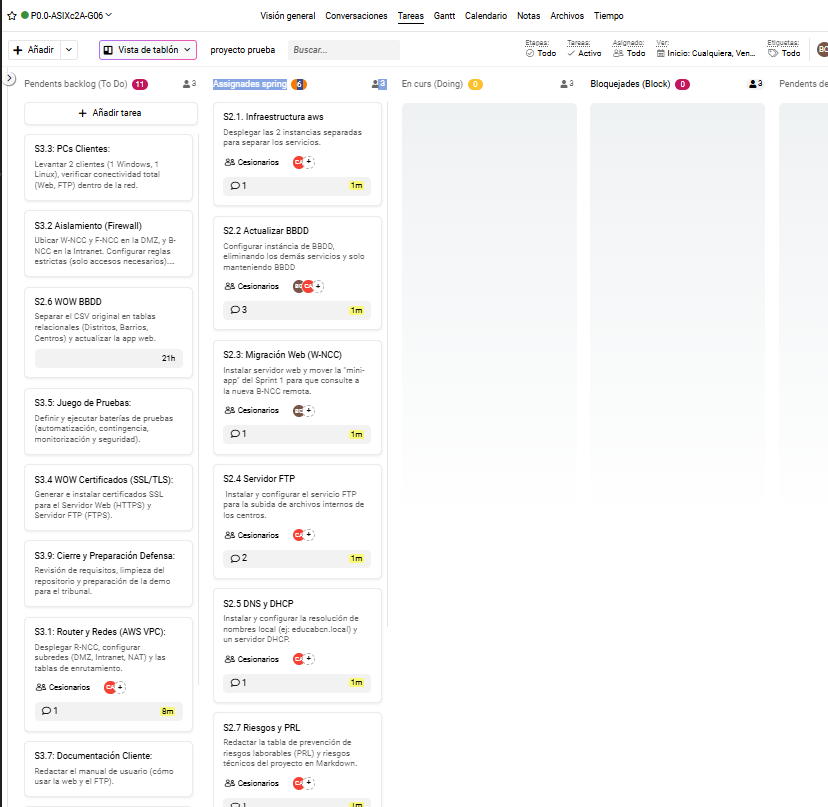 P0.0-ASIXc2A-G06
Visión general Conversaciones Tareas Gantt Calendario Notas Archivos Tiempo
Añadir
Vista de tablón
proyecto prueba
Buscar...
Etapas:
Todo
Tareas:
Activo
Asignado:
Todo
Ver:
Inicio: Cualquiera, Ven...
Etiquetas:
Todo
Pendents backlog (To Do) 11 3
Añadir tarea
S3.3: PCs Clientes:
Levantar 2 clientes (1 Windows, 1
Linux), verificar conectividad total
(Web, FTP) dentro de la red.
S3.2 Aislamiento (Firewall)
Ubicar W-NCC y F-NCC en la DMZ, y B-
NCC en la Intranet. Configurar reglas
estrictas (solo accesos necesarios)....
S2.6 WOW BBDD
Separar el CSV original en tablas
relacionales (Distritos, Barrios,
Centros) y actualizar la app web.
21h
S3.5: Juego de Pruebas:
Definir y ejecutar baterías de pruebas
(automatización, contingencia,
monitorización y seguridad).
S3.4 WOW Certificados (SSL/TLS):
Generar e instalar certificados SSL
para el Servidor Web (HTTPS) y
Servidor FTP (FTPS).
S3.9: Cierre y Preparación Defensa:
Revisión de requisitos, limpieza del
repositorio y preparación de la demo
para el tribunal.
S3.1: Router y Redes (AWS VPC):
Desplegar R-NCC, configurar
subredes (DMZ, Intranet, NAT) y las
tablas de enrutamiento.
Cesionarios CA +
1 8m
S3.7: Documentación Cliente:
Redactar el manual de usuario (cómo
usar la web y el FTP).
Assignades spring 6 3
S2.1. Infraestructura aws
Desplegar las 2 instancias separadas
para separar los servicios.
Cesionarios CA +
1 1m
S2.2 Actualizar BBDD
Configurar instáncia de BBDD,
eliminando los demás servicios y solo
manteniendo BBDD
Cesionarios BC CA +
3 1m
S2.3: Migración Web (W-NCC)
Instalar servidor web y mover la "mini-
app" del Sprint 1 para que consulte a
la nueva B-NCC remota.
Cesionarios BC +
1 1m
S2.4 Servidor FTP
Instalar y configurar el servicio FTP
para la subida de archivos internos de
los centros.
Cesionarios CA +
2 1m
S2.5 DNS y DHCP
Instalar y configurar la resolución de
nombres local (ej: educabcn.local) y
un servidor DHCP.
Cesionarios CA +
1 1m
S2.7 Riesgos y PRL
Redactar la tabla de prevención de
riesgos laborables (PRL) y riesgos
técnicos del proyecto en Markdown.
Cesionarios CA +
1 1m
En curs (Doing) 0 3
Bloquejades (Block) 0 3
Pendents de